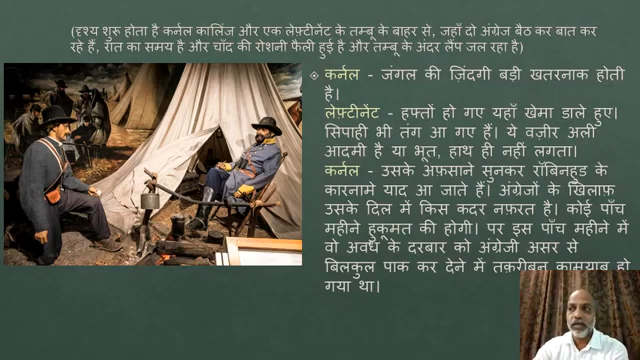 (दृश्य शुरू होता है कर्नल कालिंज और एक लेफ़्टीनेंट के तम्बू के बाहर से, जहाँ दो अंग्रेज बैठ कर बात कर
रहे हैं, रात का समय है और चाँद की रोशनी फैली हुई है और तम्बू के अंदर लैंप जल रहा है)
कर्नल - जंगल की ज़िंदगी बड़ी खतरनाक होती
है।
लेफ़्टीनेंट - हफ्तों हो गए यहाँ खेमा डाले हुए।
सिपाही भी तंग आ गए हैं। ये वज़ीर अली
आदमी है या भूत, हाथ ही नहीं लगता।
कर्नल - उसके अफ़साने सुनकर रॉबिनहुड के
कारनामे याद आ जाते हैं। अंग्रेजों के खिलाफ़
उसके दिल में किस कदर नफ़रत है। कोई पाँच
महीने हुकूमत की होगी। पर इस पाँच महीने में
वो अवध के दरबार को अंग्रेजी असर से
बिलकुल पाक कर देने में तक़रीबन कामयाब हो
गया था।